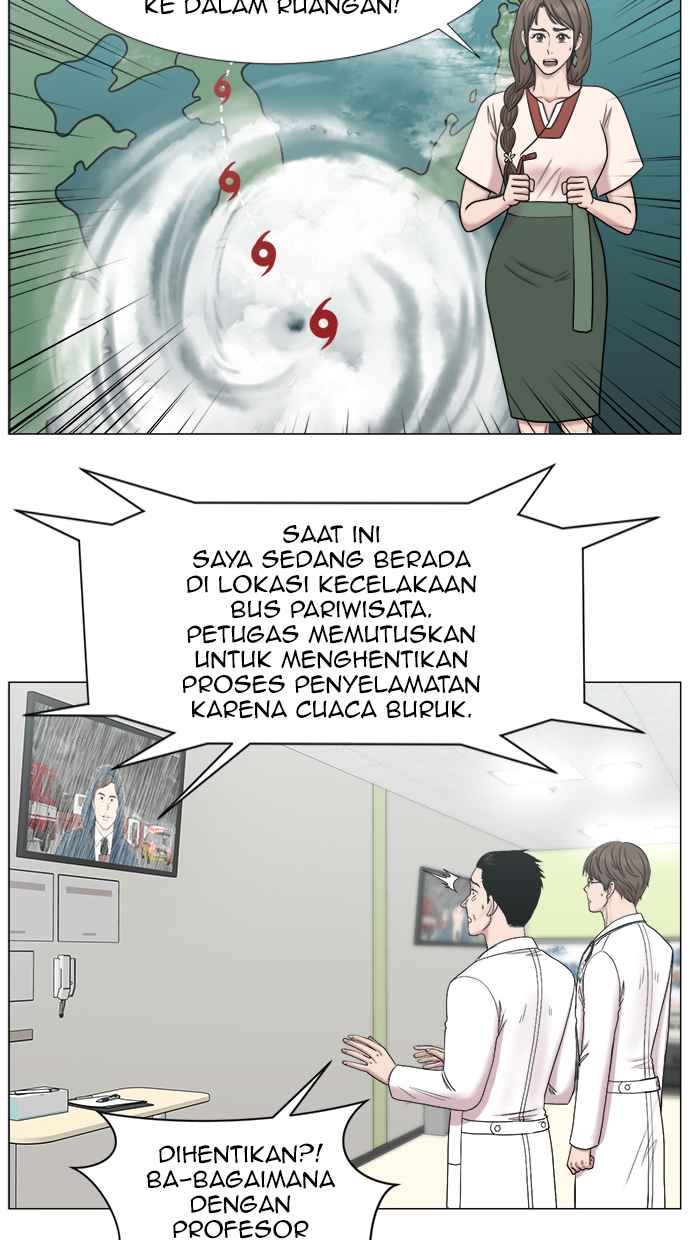 KE DALAM RUANGAN!
SAAT INI
SAYA SEDANG BERADA
DI LOKASI KECELAKAAN
BUS PARIWISATA.
PETUGAS MEMUTUSKAN
UNTUK MENGHENTIKAN
PROSES PENYELAMATAN
KARENA CUACA BURUK.
DIHENTIKAN?!
BA-BAGAIMANA
DENGAN
PROFESOR